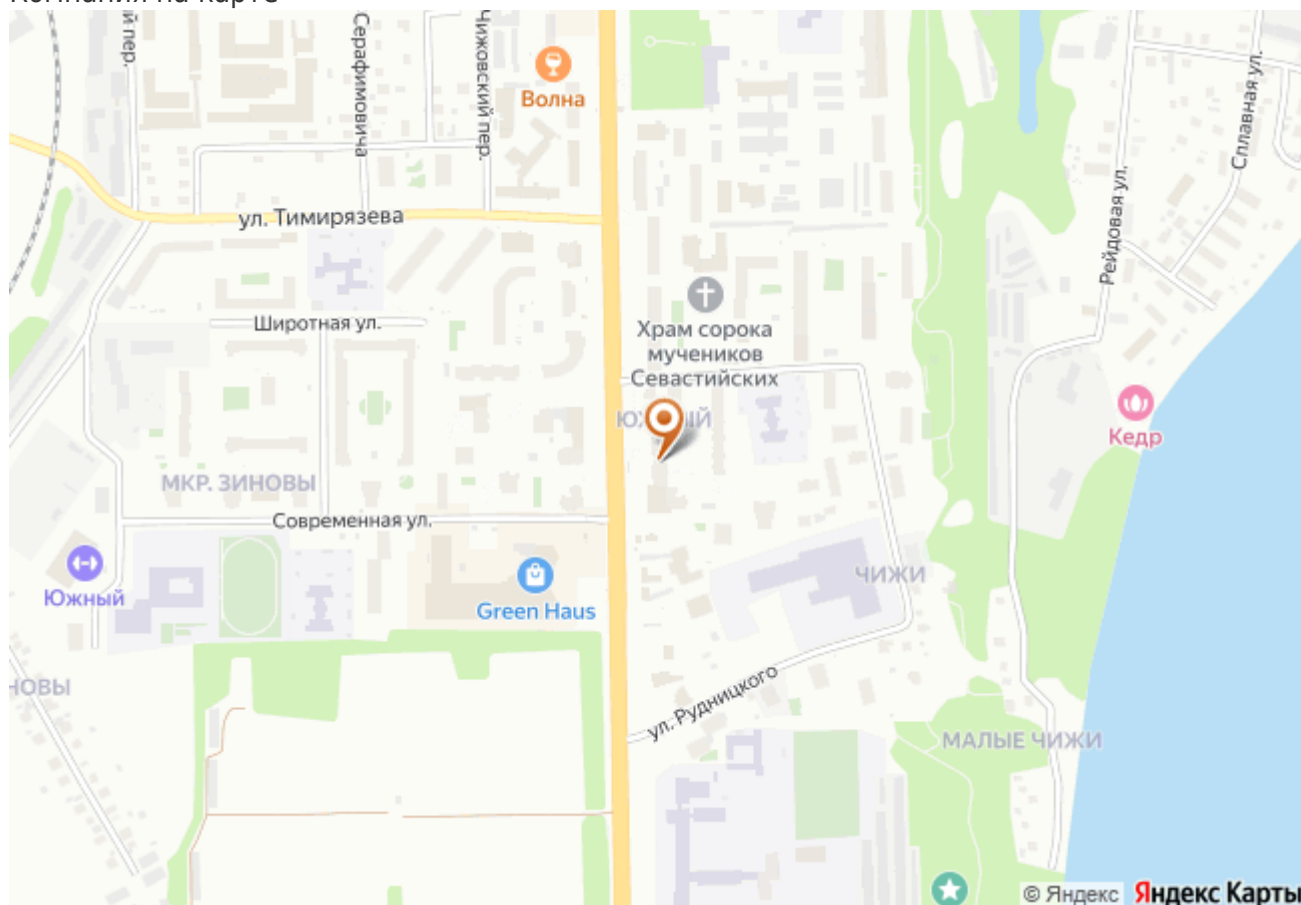 й пер.
Серафимовича
Чижовский пер.
Волна
Сплавная ул.
Рейдовая ул.
ул. Тимирязева
Широтная ул.
Храм сорока
мучеников
Севастийских
Кедр
МКР. ЗИНОВЫ
Современная ул.
Южный
Green Haus
ЧИЖИ
НОВЫ
ул. Рудницкого
МАЛЫЕ ЧИЖИ
© Яндекс Яндекс Карты